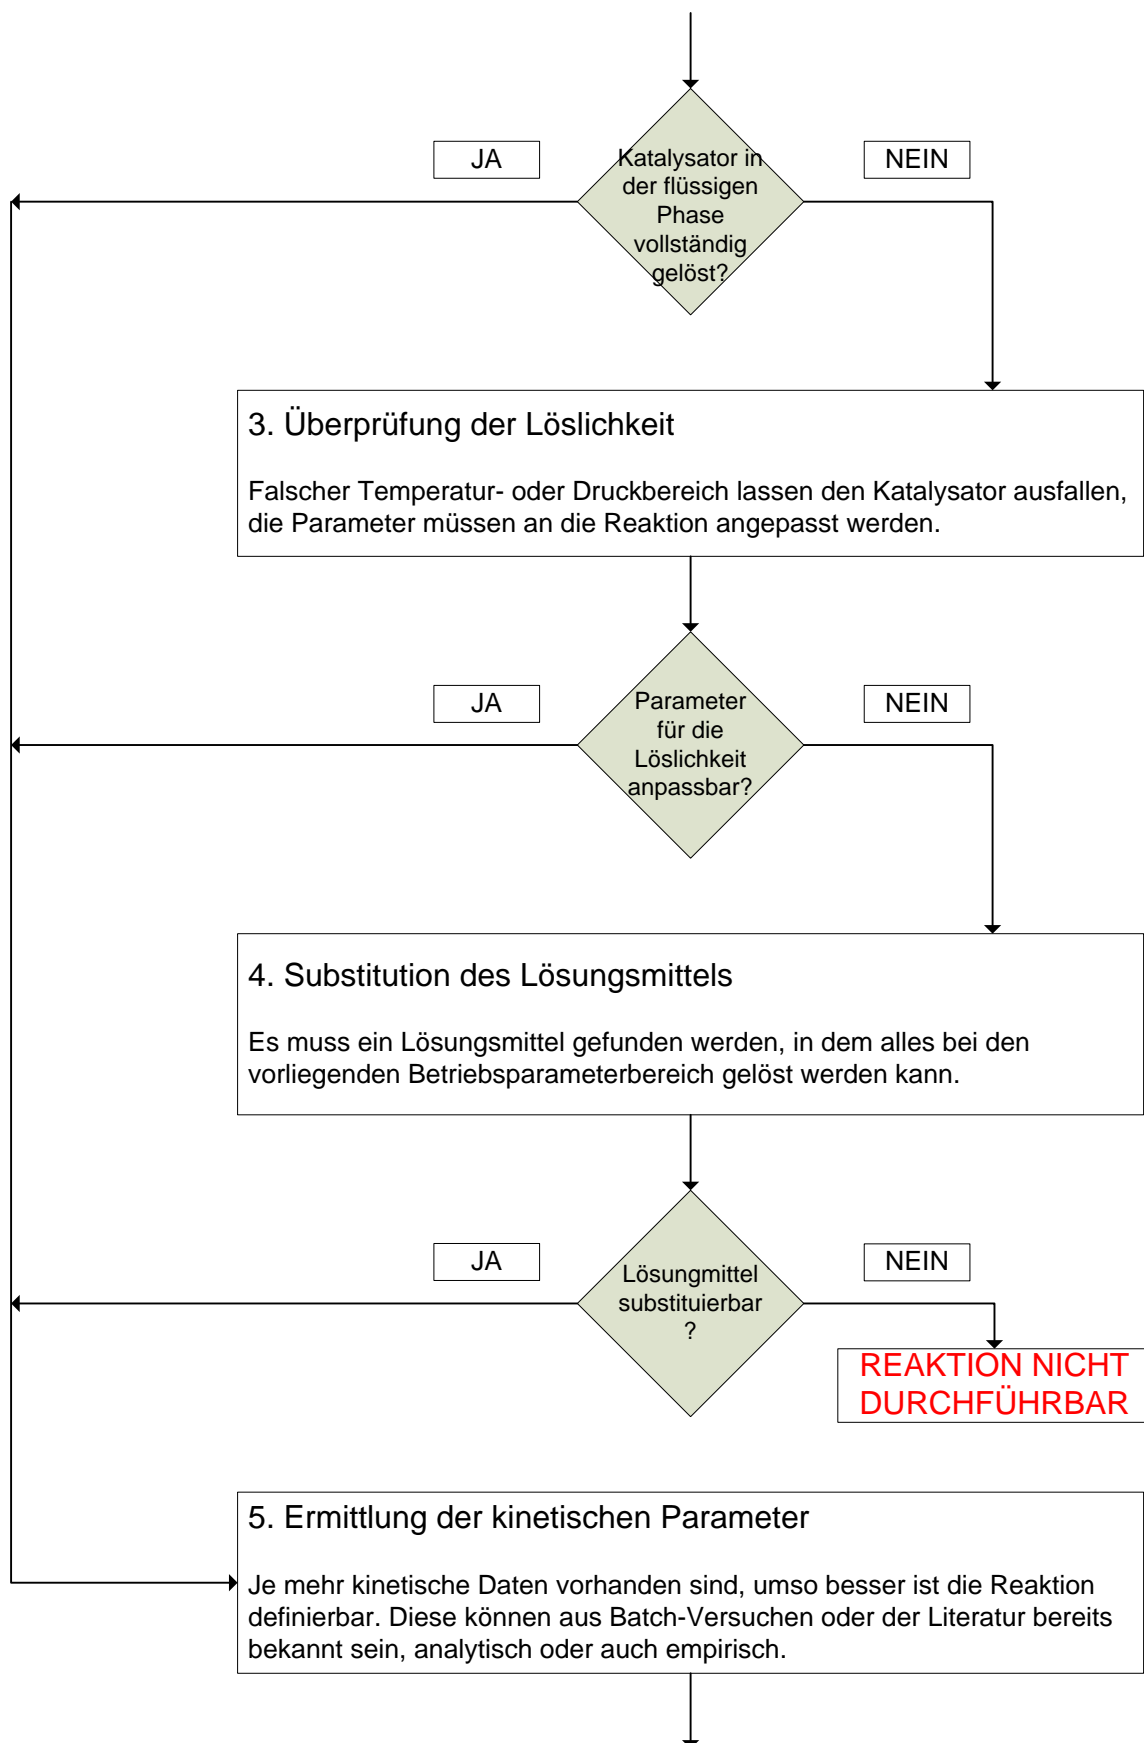 JA
Katalysator in
der flüssigen
Phase
vollständig
gelöst?
NEIN
3. Überprüfung der Löslichkeit
Falscher Temperatur- oder Druckbereich lassen den Katalysator ausfallen,
die Parameter müssen an die Reaktion angepasst werden.
JA
Parameter
für die
Löslichkeit
anpassbar?
NEIN
4. Substitution des Lösungsmittels
Es muss ein Lösungsmittel gefunden werden, in dem alles bei den
vorliegenden Betriebsparameterbereich gelöst werden kann.
JA
Lösungmittel
substituierbar
?
NEIN
REAKTION NICHT
DURCHFÜHRBAR
5. Ermittlung der kinetischen Parameter
Je mehr kinetische Daten vorhanden sind, umso besser ist die Reaktion
definierbar. Diese können aus Batch-Versuchen oder der Literatur bereits
bekannt sein, analytisch oder auch empirisch.